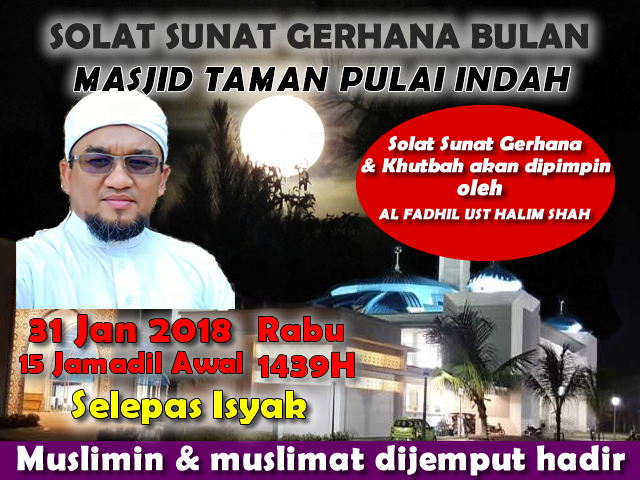 SOLAT SUNAT GERHANA BULAN
MASJID TAMAN PULAI INDAH
Solat Sunat Gerhana
& Khutbah akan dipimpin
oleh
AL FADHIL UST HALIM SHAH
31 Jan 2018 Rabu
15 Jamadil Awal 1439H
Selepas Isyak
Muslimin & muslimat dijemput hadir